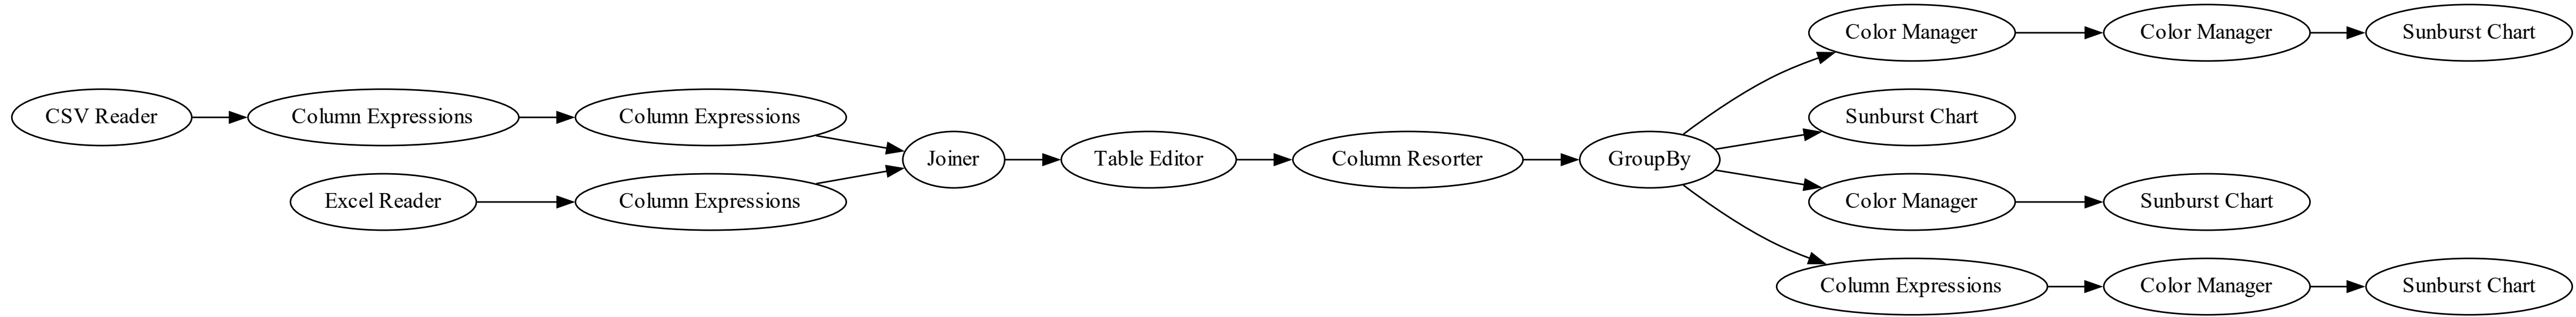 Color Manager
Color Manager
Sunburst Chart
CSV Reader
Column Expressions
Column Expressions
Sunburst Chart
Joiner
Table Editor
Column Resorter
GroupBy
Excel Reader
Column Expressions
Color Manager
Sunburst Chart
Column Expressions
Color Manager
Sunburst Chart